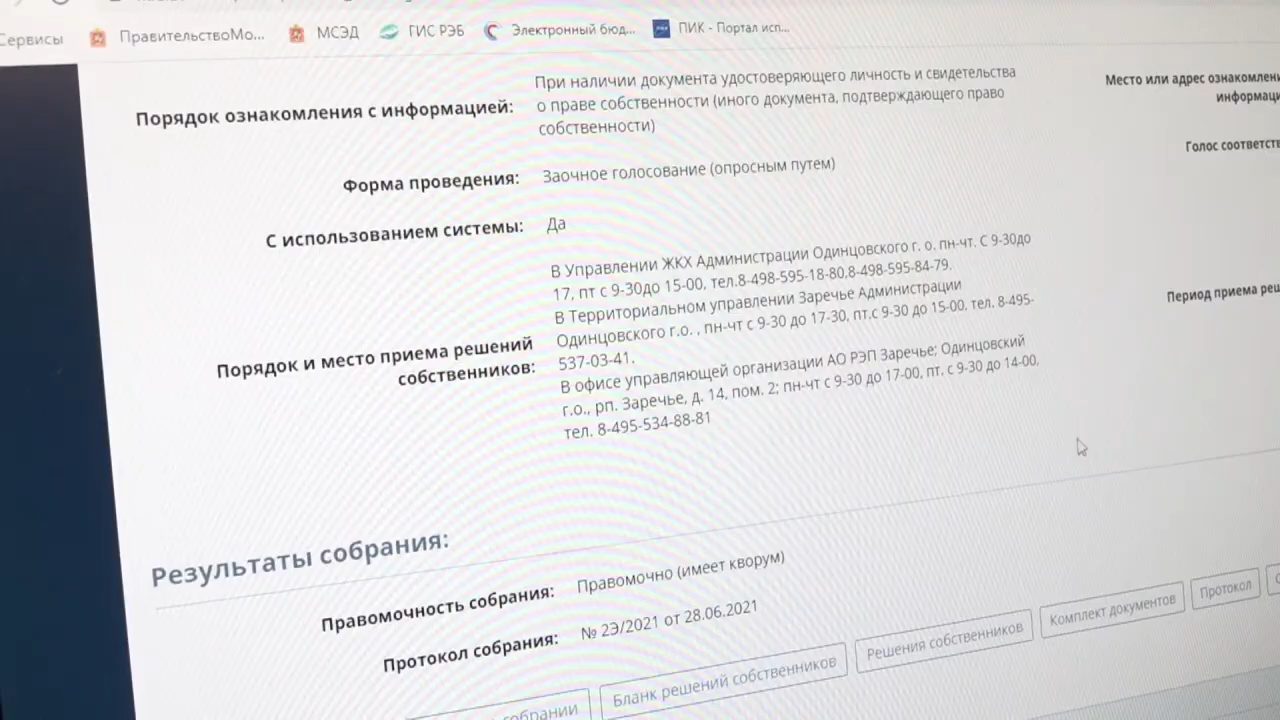 Сервисы ПравительствоМо... МСЭД ГИС РЭБ Электронный бюд... ПИК - Портал исп...
Порядок ознакомления с информацией:
При наличии документа удостоверяющего личность и свидетельства
о праве собственности (иного документа, подтверждающего право
собственности)
Место или адрес
Форма проведения:
Заочное голосование (опросным путем)
Голос
С использованием системы:
Да
Порядок и место приема решений
собственников:
В Управлении ЖКХ Администрации Одинцовского г. о. пн-чт. С 9-30до
17, пт с 9-30до 15-00, тел.8-498-595-18-80,8-498-595-84-79.
В Территориальном управлении Заречье Администрации
Одинцовского г.о. , пн-чт с 9-30 до 17-30, пт.с 9-30 до 15-00, тел. 8-495-
537-03-41.
В офисе управляющей организации АО РЭП Заречье; Одинцовский
г.о., рп. Заречье, д. 14, пом. 2; пн-чт с 9-30 до 17-00, пт. с 9-30 до 14-00,
тел. 8-495-534-88-81
Период приема
Результаты собрания:
Правомочность собрания:
Правомочно (имеет кворум)
Протокол собрания:
№ 2Э/2021 от 28.06.2021
собрании Бланк решений собственников Решения собственников Комплект документов Протокол